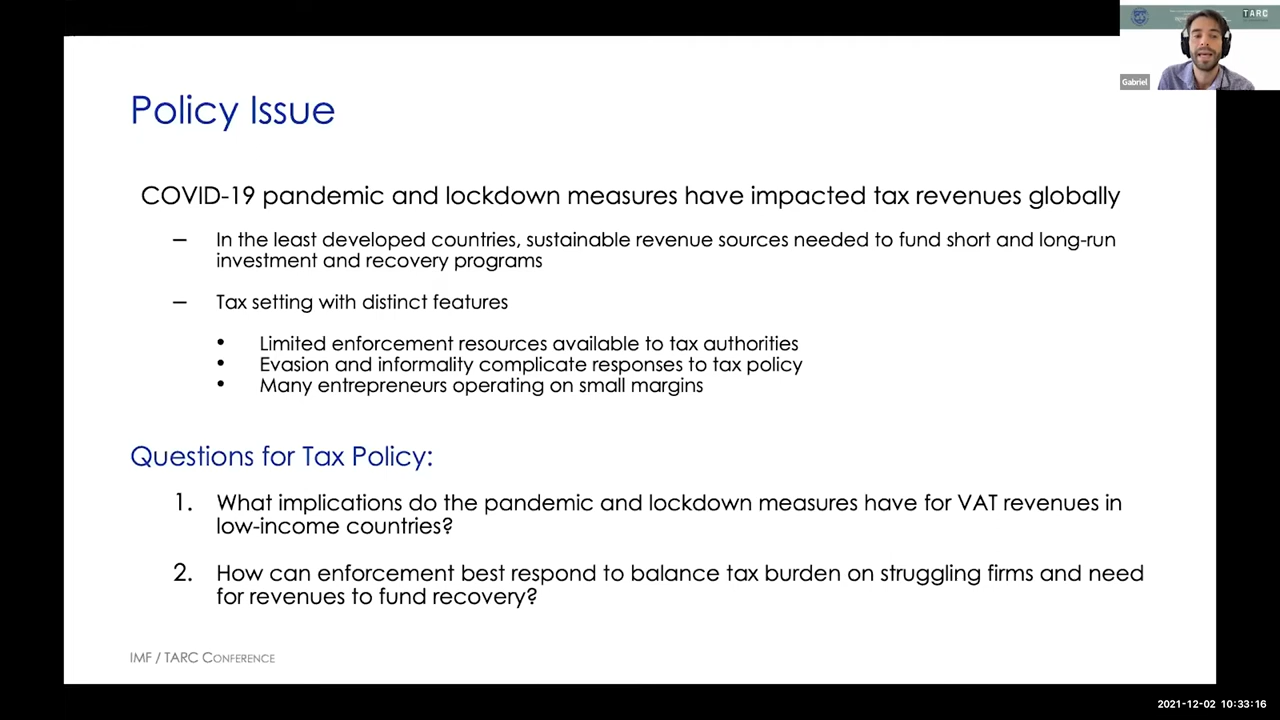 TARC
Gabriel
Policy Issue
COVID-19 pandemic and lockdown measures have impacted tax revenues globally
– In the least developed countries, sustainable revenue sources needed to fund short and long-run
investment and recovery programs
– Tax setting with distinct features
• Limited enforcement resources available to tax authorities
• Evasion and informality complicate responses to tax policy
• Many entrepreneurs operating on small margins
Questions for Tax Policy:
1. What implications do the pandemic and lockdown measures have for VAT revenues in
low-income countries?
2. How can enforcement best respond to balance tax burden on struggling firms and need
for revenues to fund recovery?
IMF / TARC CONFERENCE
2021-12-02 10:33:16